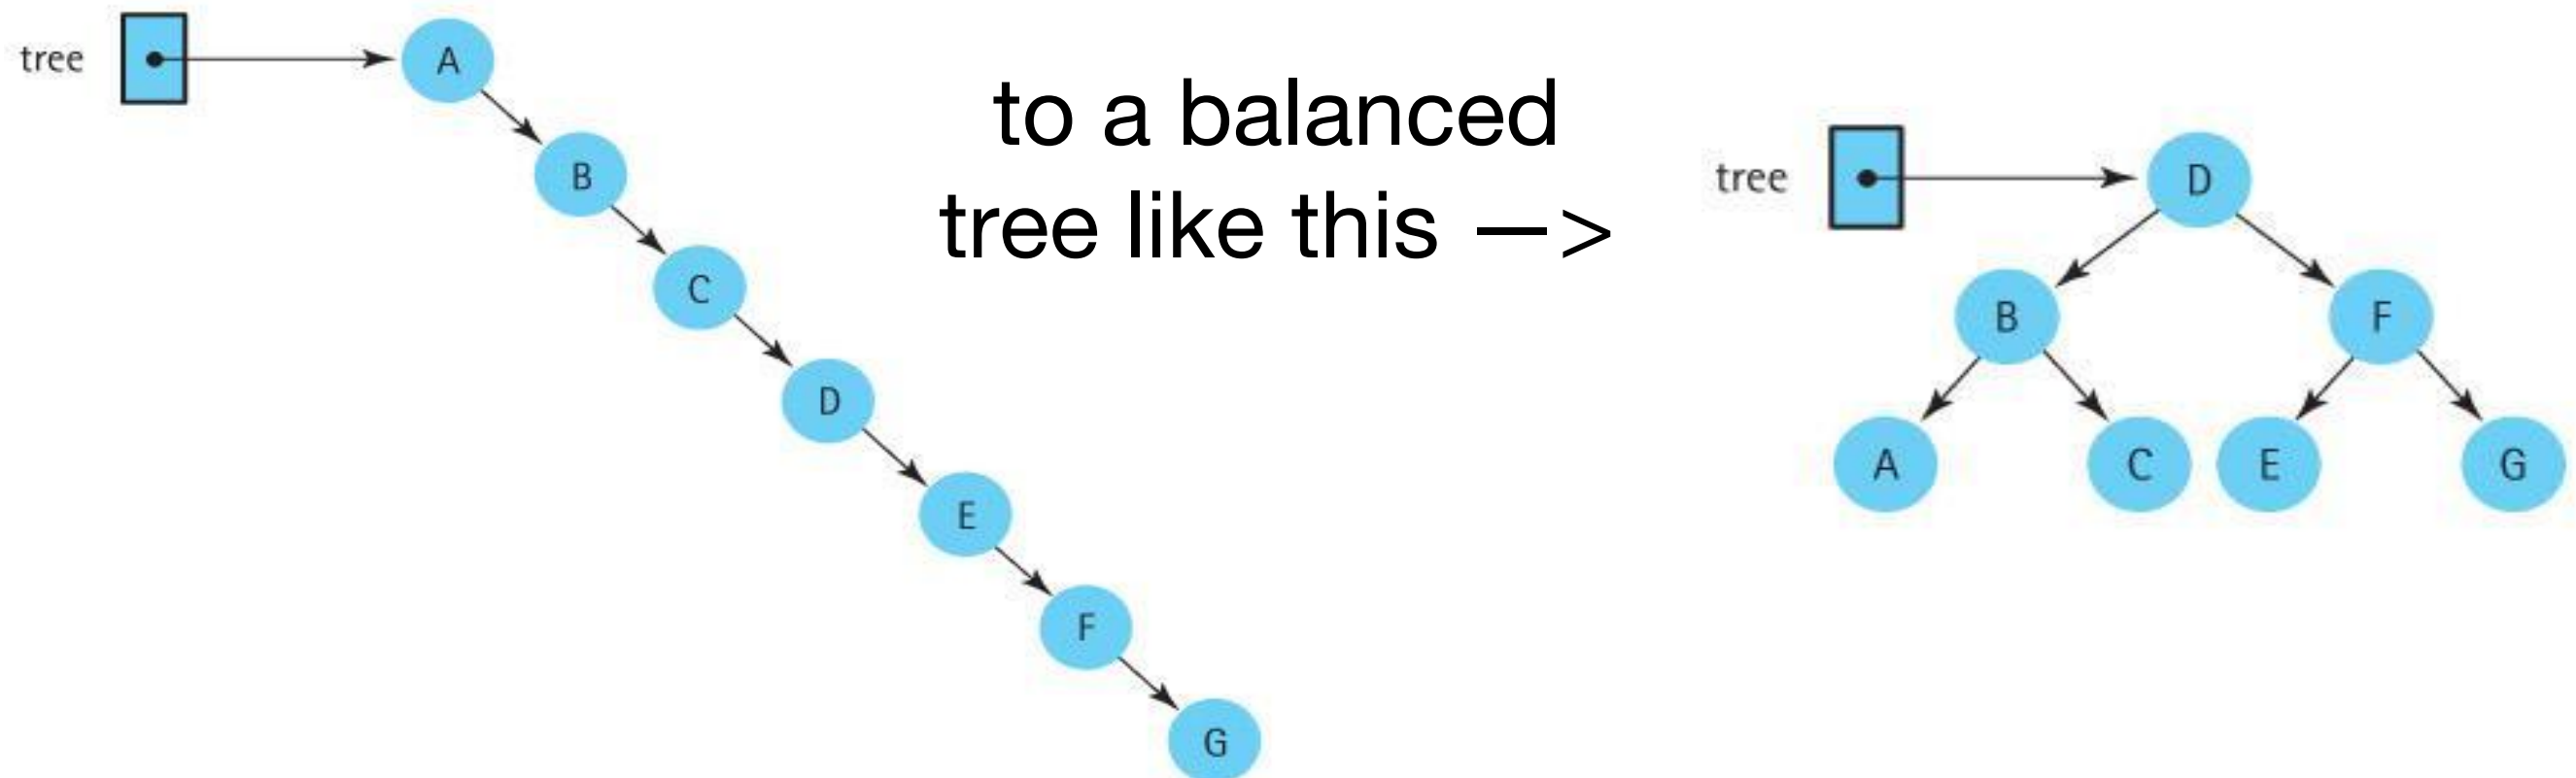 tree
A
B
C
D
E
F
G
to a balanced
tree like this —>
tree
D
B
F
A
C
E
G